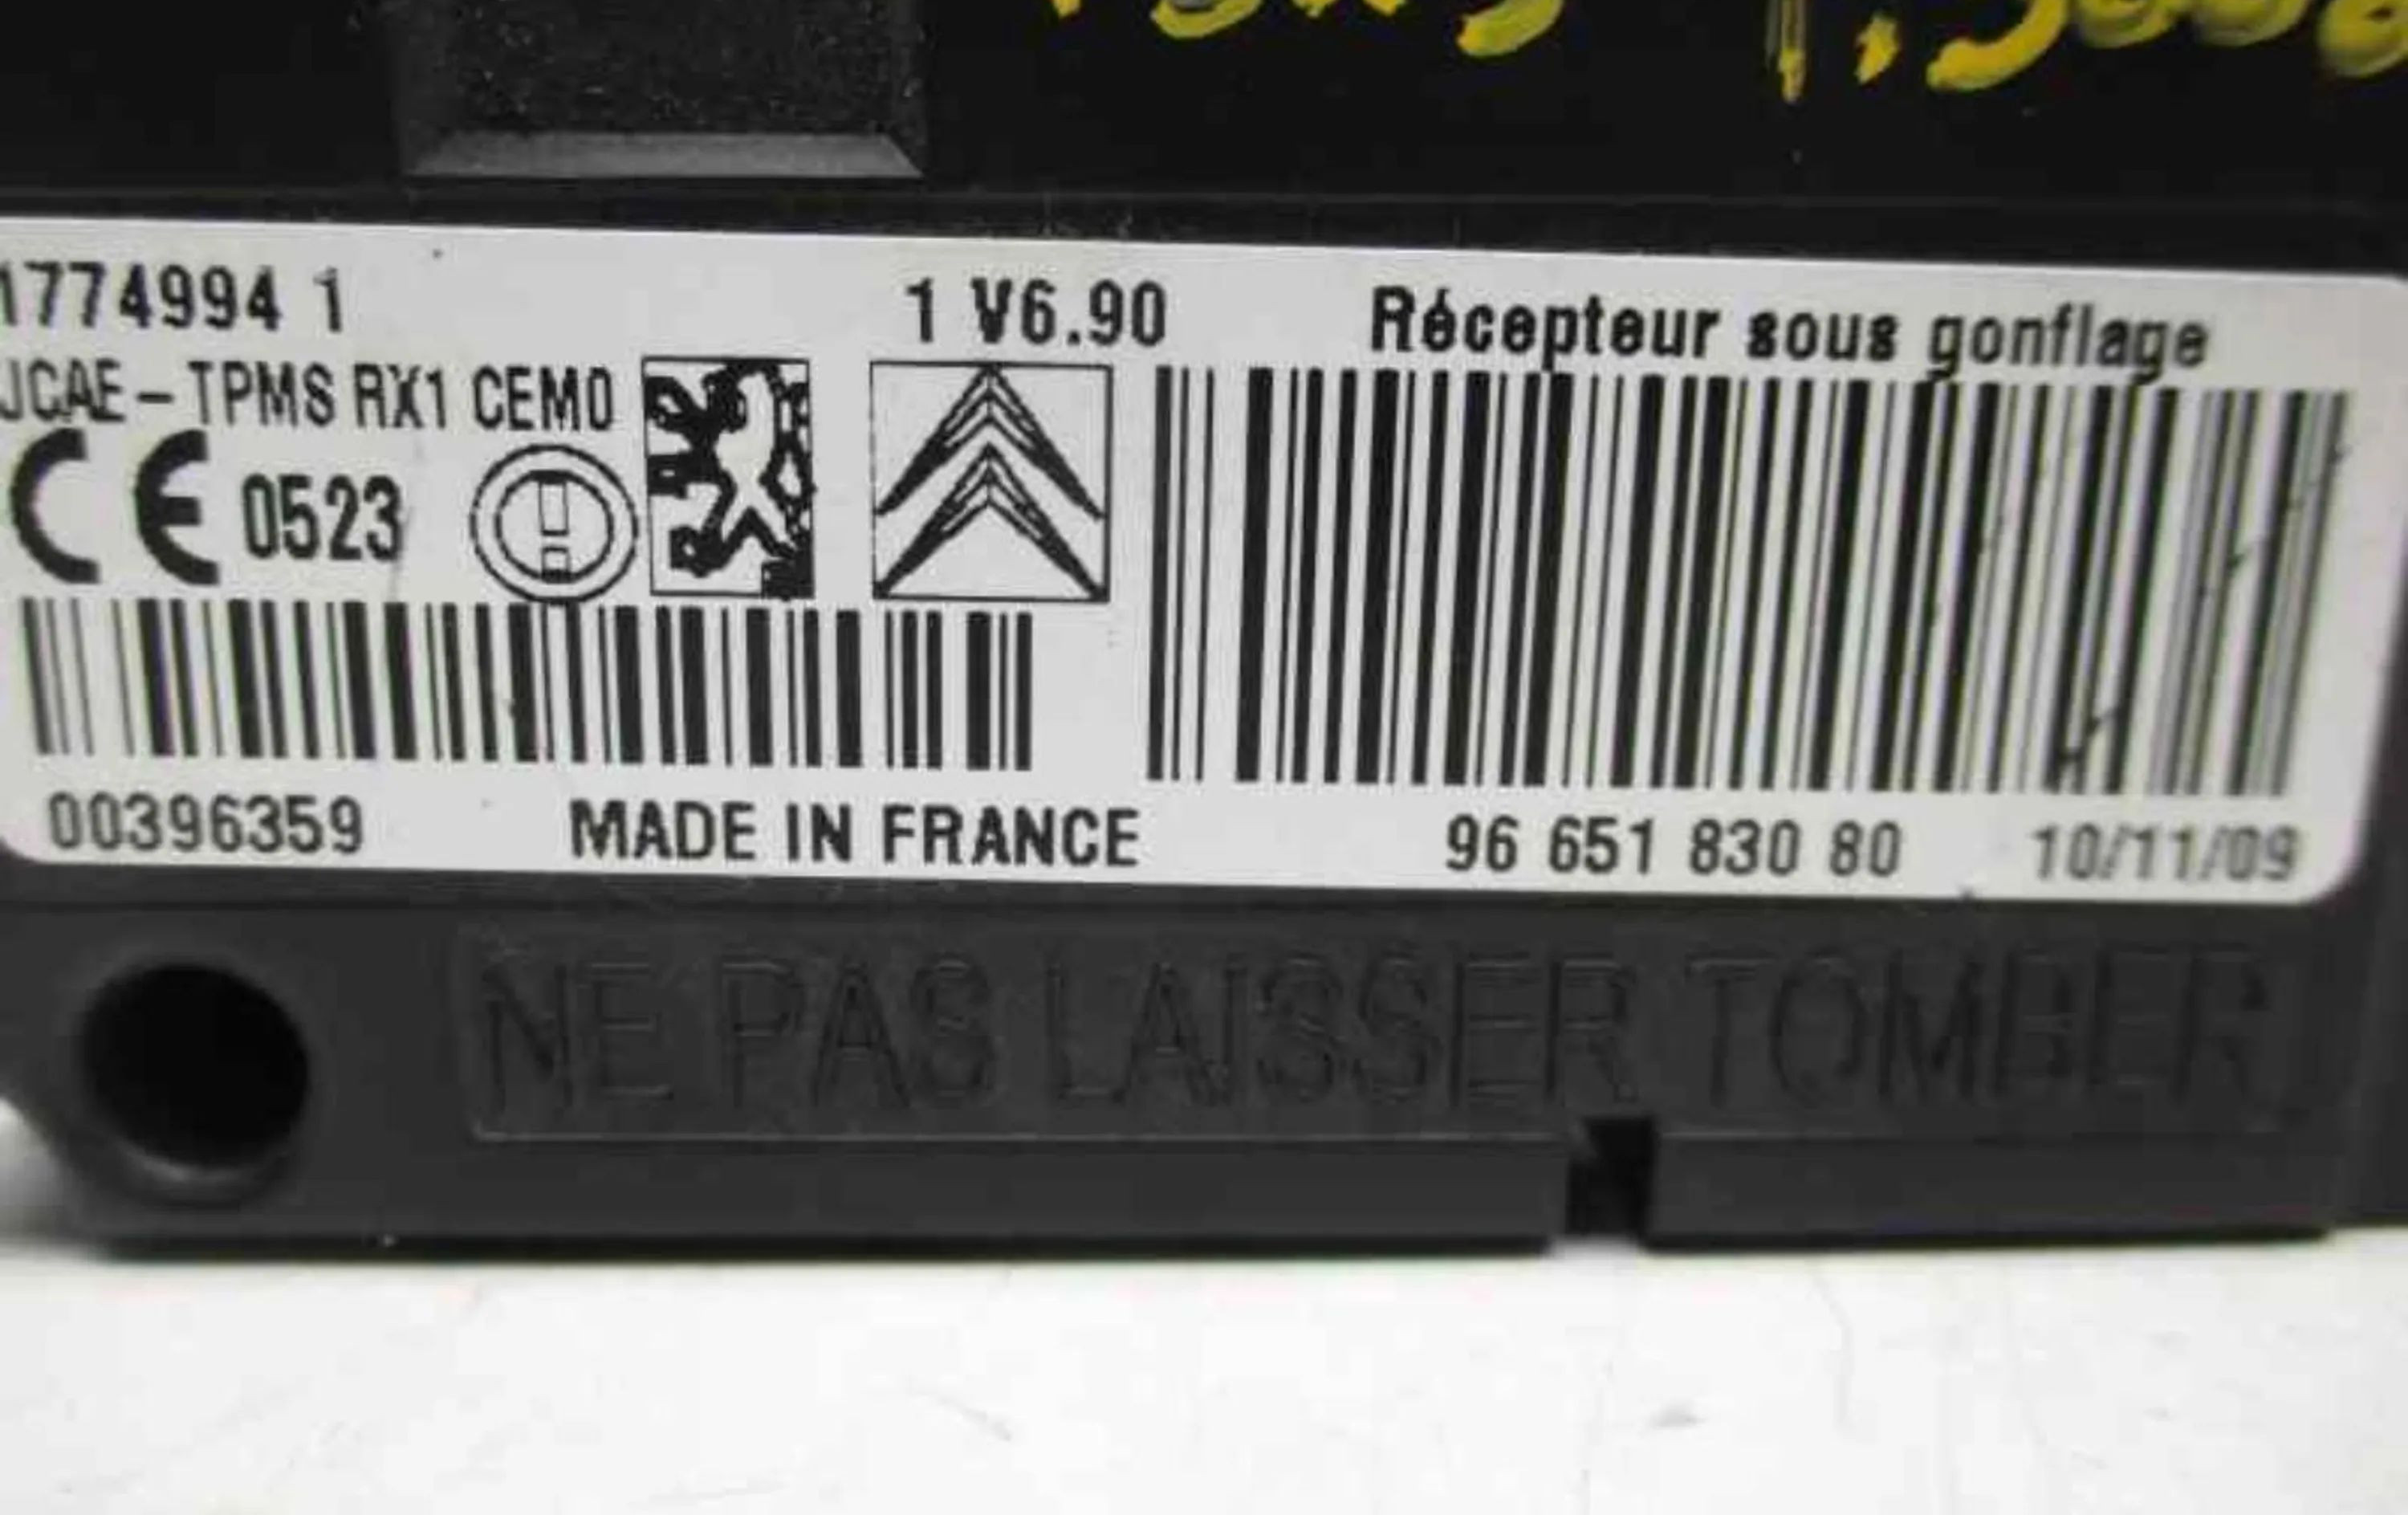 1774994 1
1 V6.90
Récepteur sous gonflage
JCAE-TPMS RX1 CEM0
CE 0523
00396359
MADE IN FRANCE
96 651 830 80
10/11/09
NE PAS LAISSER TOMBER